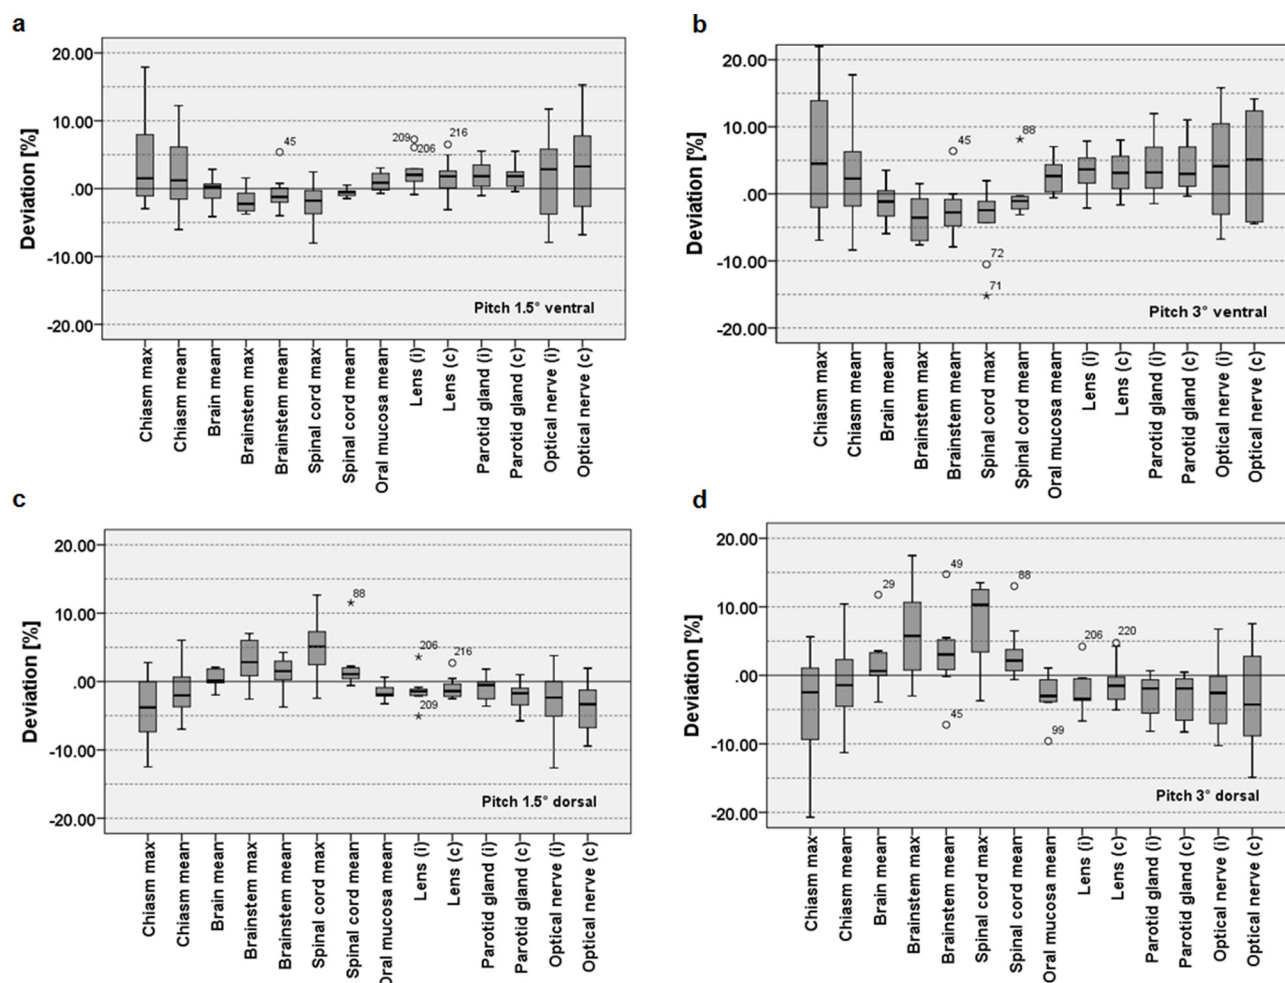 a
20.00
10.00
.00
-10.00
-20.00
Deviation [%]
45
209
206
216
Pitch 1.5° ventral
Chiasm max
Chiasm mean
Brain mean
Brainstem max
Brainstem mean
Spinal cord max
Spinal cord mean
Oral mucosa mean
Lens (i)
Lens (c)
Parotid gland (i)
Parotid gland (c)
Optical nerve (i)
Optical nerve (c)
b
20.00
10.00
.00
-10.00
-20.00
Deviation [%]
45
72
71
88
Pitch 3° ventral
Chiasm max
Chiasm mean
Brain mean
Brainstem max
Brainstem mean
Spinal cord max
Spinal cord mean
Oral mucosa mean
Lens (i)
Lens (c)
Parotid gland (i)
Parotid gland (c)
Optical nerve (i)
Optical nerve (c)
c
20.00
10.00
.00
-10.00
-20.00
Deviation [%]
88
206
209
216
Pitch 1.5° dorsal
Chiasm max
Chiasm mean
Brain mean
Brainstem max
Brainstem mean
Spinal cord max
Spinal cord mean
Oral mucosa mean
Lens (i)
Lens (c)
Parotid gland (i)
Parotid gland (c)
Optical nerve (i)
Optical nerve (c)
d
20.00
10.00
.00
-10.00
-20.00
Deviation [%]
29
49
45
88
99
206
220
Pitch 3° dorsal
Chiasm max
Chiasm mean
Brain mean
Brainstem max
Brainstem mean
Spinal cord max
Spinal cord mean
Oral mucosa mean
Lens (i)
Lens (c)
Parotid gland (i)
Parotid gland (c)
Optical nerve (i)
Optical nerve (c)